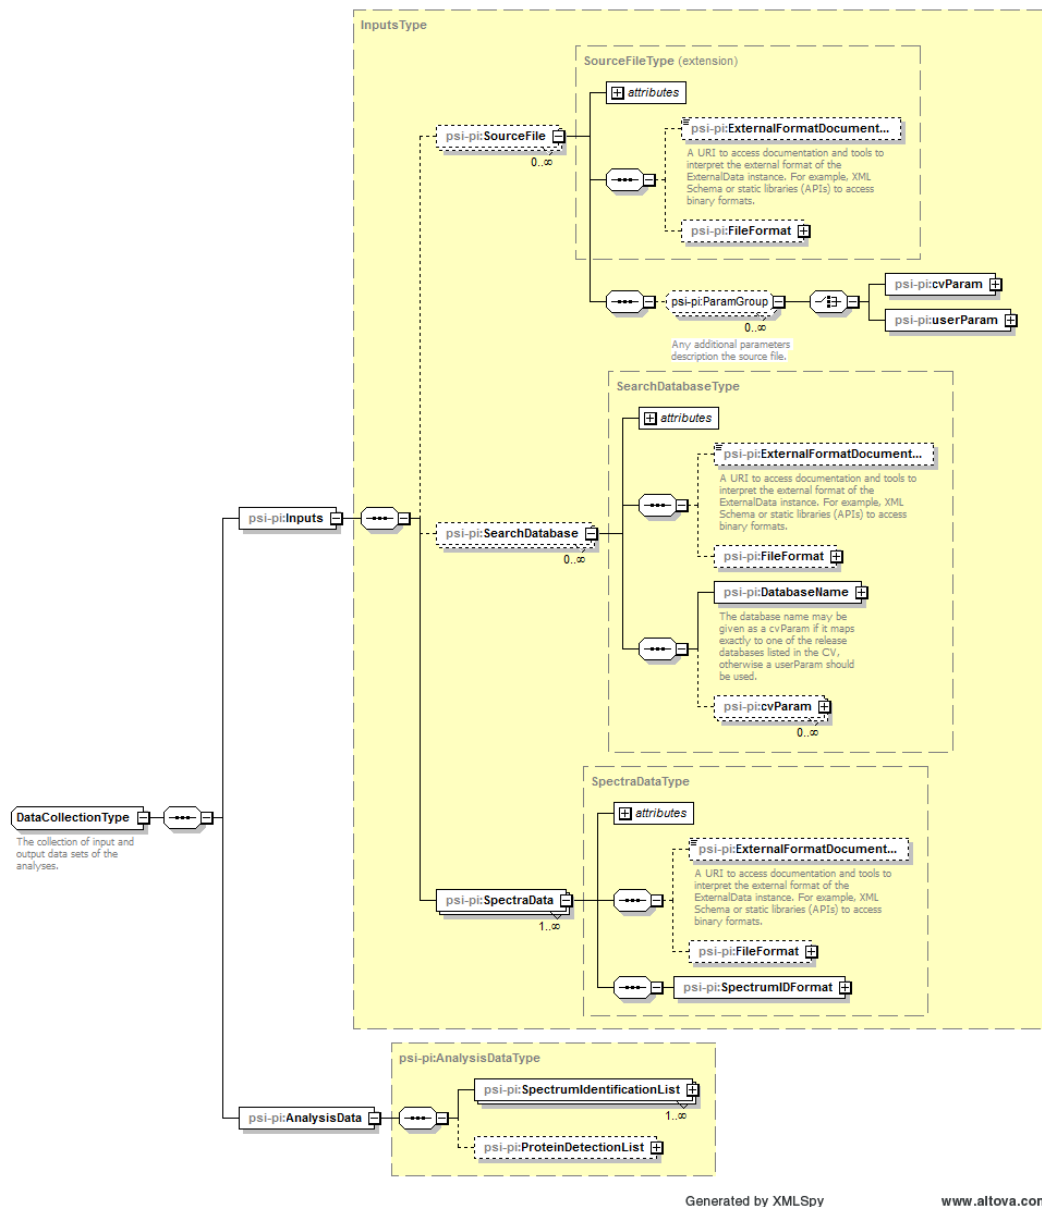 InputsType
SourceFileType (extension)
attributes
psi-pi:SourceFile
0..∞
psi-pi:ExternalFormatDocument...
A URI to access documentation and tools to
interpret the external format of the
ExternalData instance. For example, XML
Schema or static libraries (APIs) to access
binary formats.
psi-pi:FileFormat
psi-pi:ParamGroup
0..∞
Any additional parameters
description the source file.
psi-pi:cvParam
psi-pi:userParam
SearchDatabaseType
attributes
psi-pi:ExternalFormatDocument...
A URI to access documentation and tools to
interpret the external format of the
ExternalData instance. For example, XML
Schema or static libraries (APIs) to access
binary formats.
psi-pi:Inputs
psi-pi:SearchDatabase
0..∞
psi-pi:FileFormat
psi-pi:DatabaseName
The database name may be
given as a cvParam if it maps
exactly to one of the release
databases listed in the CV,
otherwise a userParam should
be used.
psi-pi:cvParam
0..∞
SpectraDataType
attributes
DataCollectionType
The collection of input and
output data sets of the
analyses.
psi-pi:ExternalFormatDocument...
A URI to access documentation and tools to
interpret the external format of the
ExternalData instance. For example, XML
Schema or static libraries (APIs) to access
binary formats.
psi-pi:SpectraData
1..∞
psi-pi:FileFormat
psi-pi:SpectrumIDFormat
psi-pi:AnalysisDataType
psi-pi:SpectrumIdentificationList
1..∞
psi-pi:AnalysisData
psi-pi:ProteinDetectionList
Generated by XMLSpy
www.altova.com